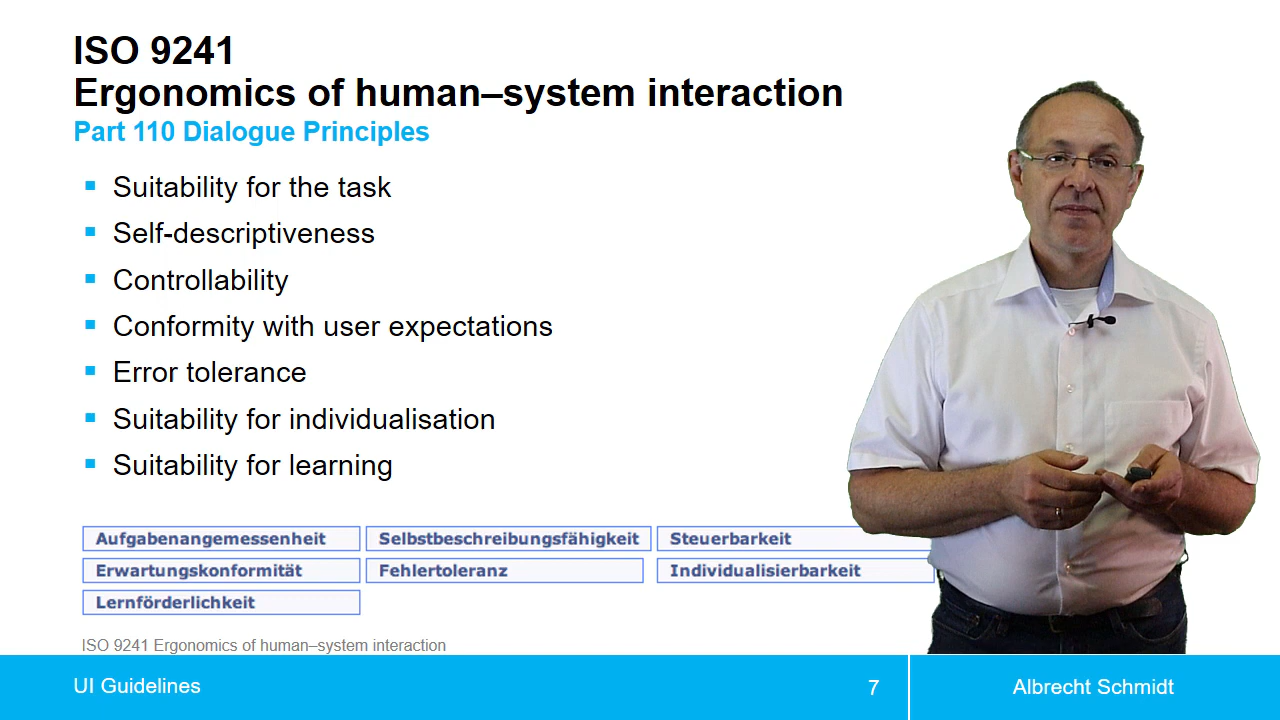 ISO 9241
Ergonomics of human–system interaction
Part 110 Dialogue Principles
Suitability for the task
Self-descriptiveness
Controllability
Conformity with user expectations
Error tolerance
Suitability for individualisation
Suitability for learning
Aufgabenangemessenheit Selbstbeschreibungsfähigkeit Steuerbarkeit
Erwartungskonformität Fehlertoleranz Individualisierbarkeit
Lernförderlichkeit
ISO 9241 Ergonomics of human–system interaction
UI Guidelines 7 Albrecht Schmidt